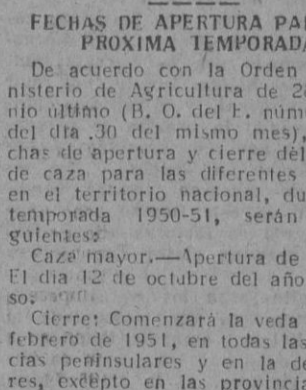 FECHAS DE APERTURA PA
PROXIMA TEMPORADA
De acuerdo con la Orden
nisterio de Agricultura de 2
nio último (B. O. del E. núm
del día .30 del mismo mes),
chas de apertura y cierre del
de caza para las diferentes
en el territorio nacional, du
temporada 1950-51, serán
guientes:
Caza mayor.—Apertura de
El día 12 de octubre del año
so:
Cierre: Comenzará la veda
febrero de 1951, en todas las
cias peninsulares y en la de
res, excepto en las provin